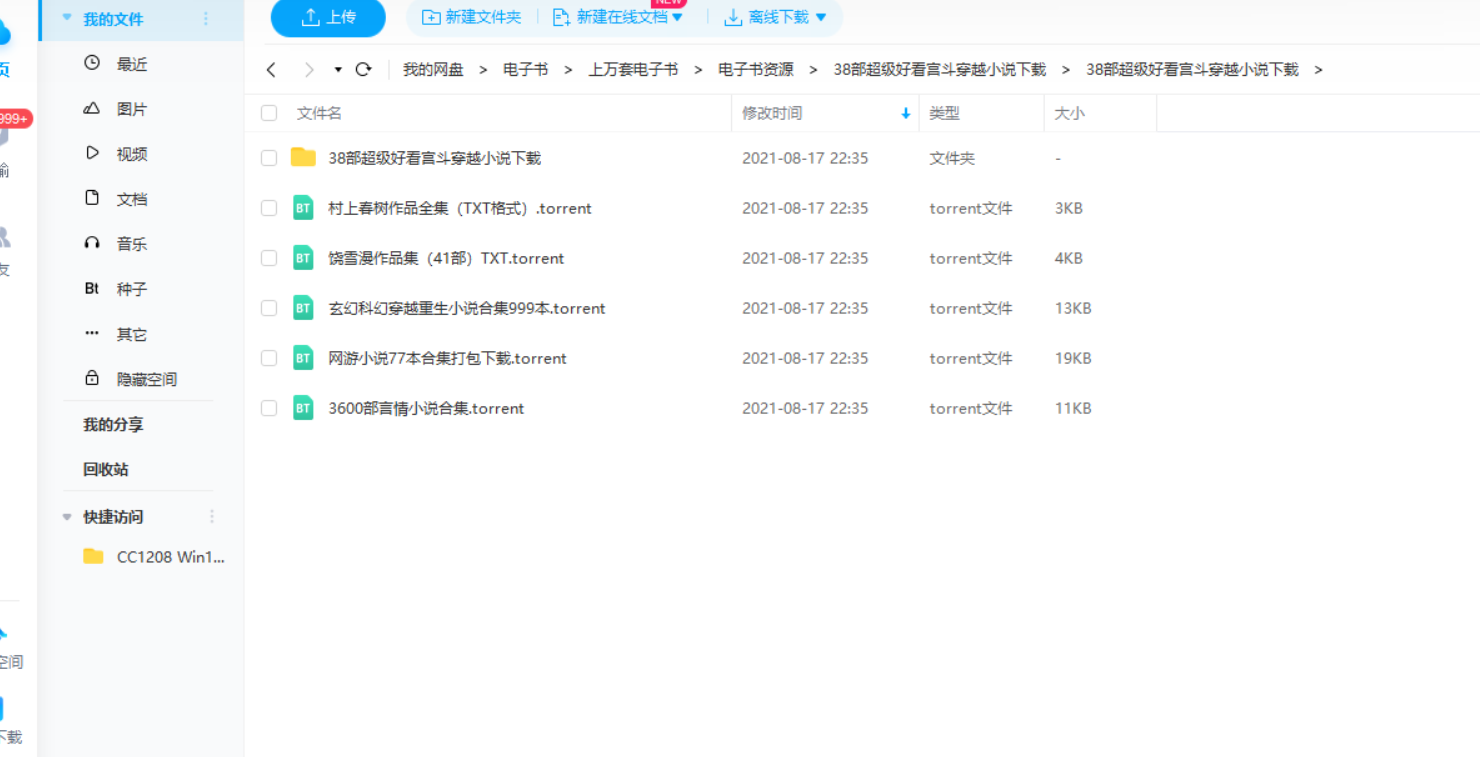 我的文件
上传
新建文件夹
新建在线文档
NEW
离线下载
页
最近
我的网盘 > 电子书 > 上万套电子书 > 电子书资源 > 38部超级好看宫斗穿越小说下载 > 38部超级好看宫斗穿越小说下载 >
999+
图片
文件名 修改时间 类型 大小
视频
38部超级好看宫斗穿越小说下载 2021-08-17 22:35 文件夹 -
输
文档
BT 村上春树作品全集（TXT格式）.torrent 2021-08-17 22:35 torrent文件 3KB
音乐
友
BT 饶雪漫作品集（41部）TXT.torrent 2021-08-17 22:35 torrent文件 4KB
Bt 种子
BT 玄幻科幻穿越重生小说合集999本.torrent 2021-08-17 22:35 torrent文件 13KB
其它
BT 网游小说77本合集打包下载.torrent 2021-08-17 22:35 torrent文件 19KB
隐藏空间
BT 3600部言情小说合集.torrent 2021-08-17 22:35 torrent文件 11KB
我的分享
回收站
快捷访问
CC1208 Win1...
空间
下载